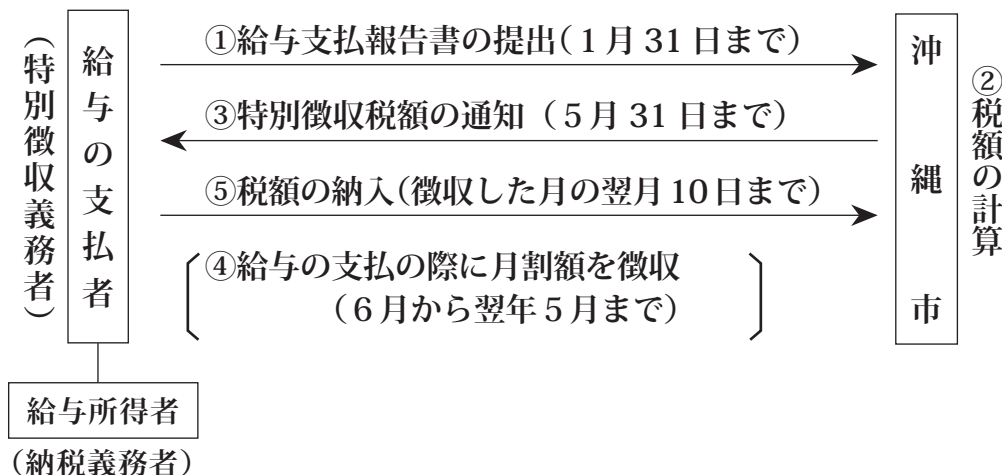 給与の支払者
（特別徴収義務者）
①給与支払報告書の提出（１月31日まで）
③特別徴収税額の通知（５月31日まで）
⑤税額の納入（徴収した月の翌月10日まで）
④給与の支払の際に月割額を徴収
（６月から翌年５月まで）
沖縄市
②税額の計算
給与所得者
（納税義務者）